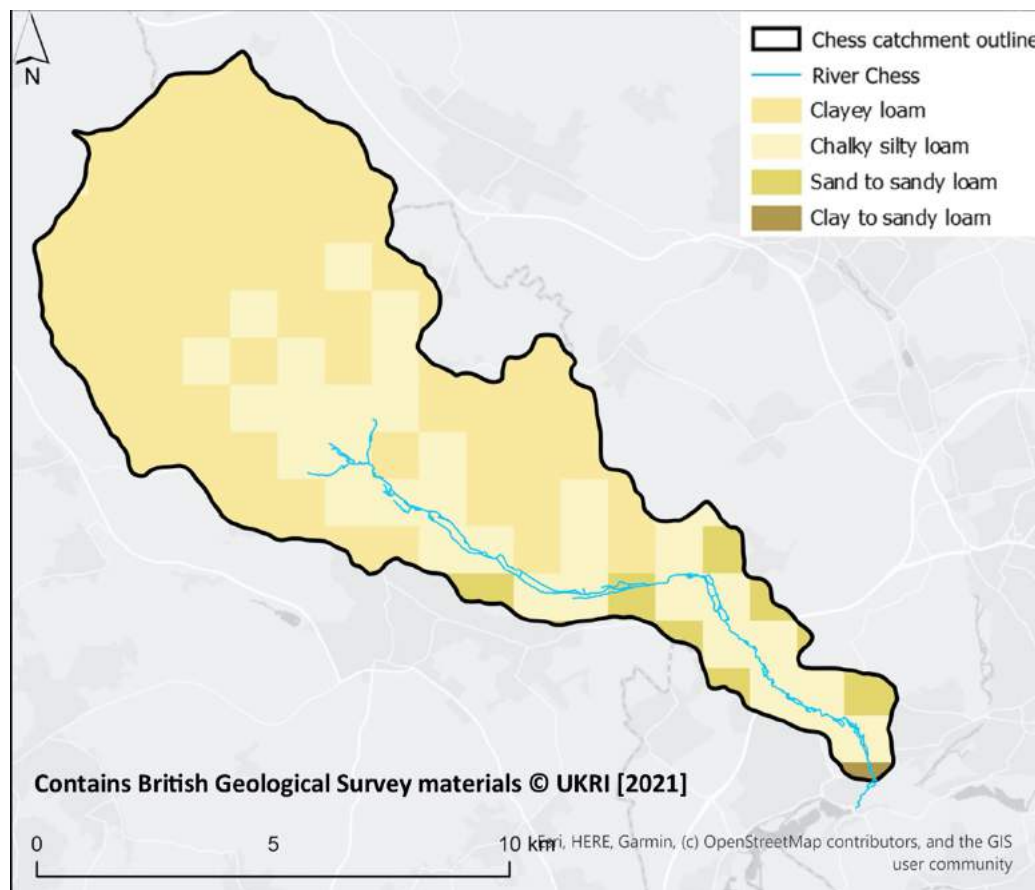 N
Chess catchment outline
River Chess
Clayey loam
Chalky silty loam
Sand to sandy loam
Clay to sandy loam
Contains British Geological Survey materials © UKRI [2021]
0 5 10 km
Esri, HERE, Garmin, (c) OpenStreetMap contributors, and the GIS
user community